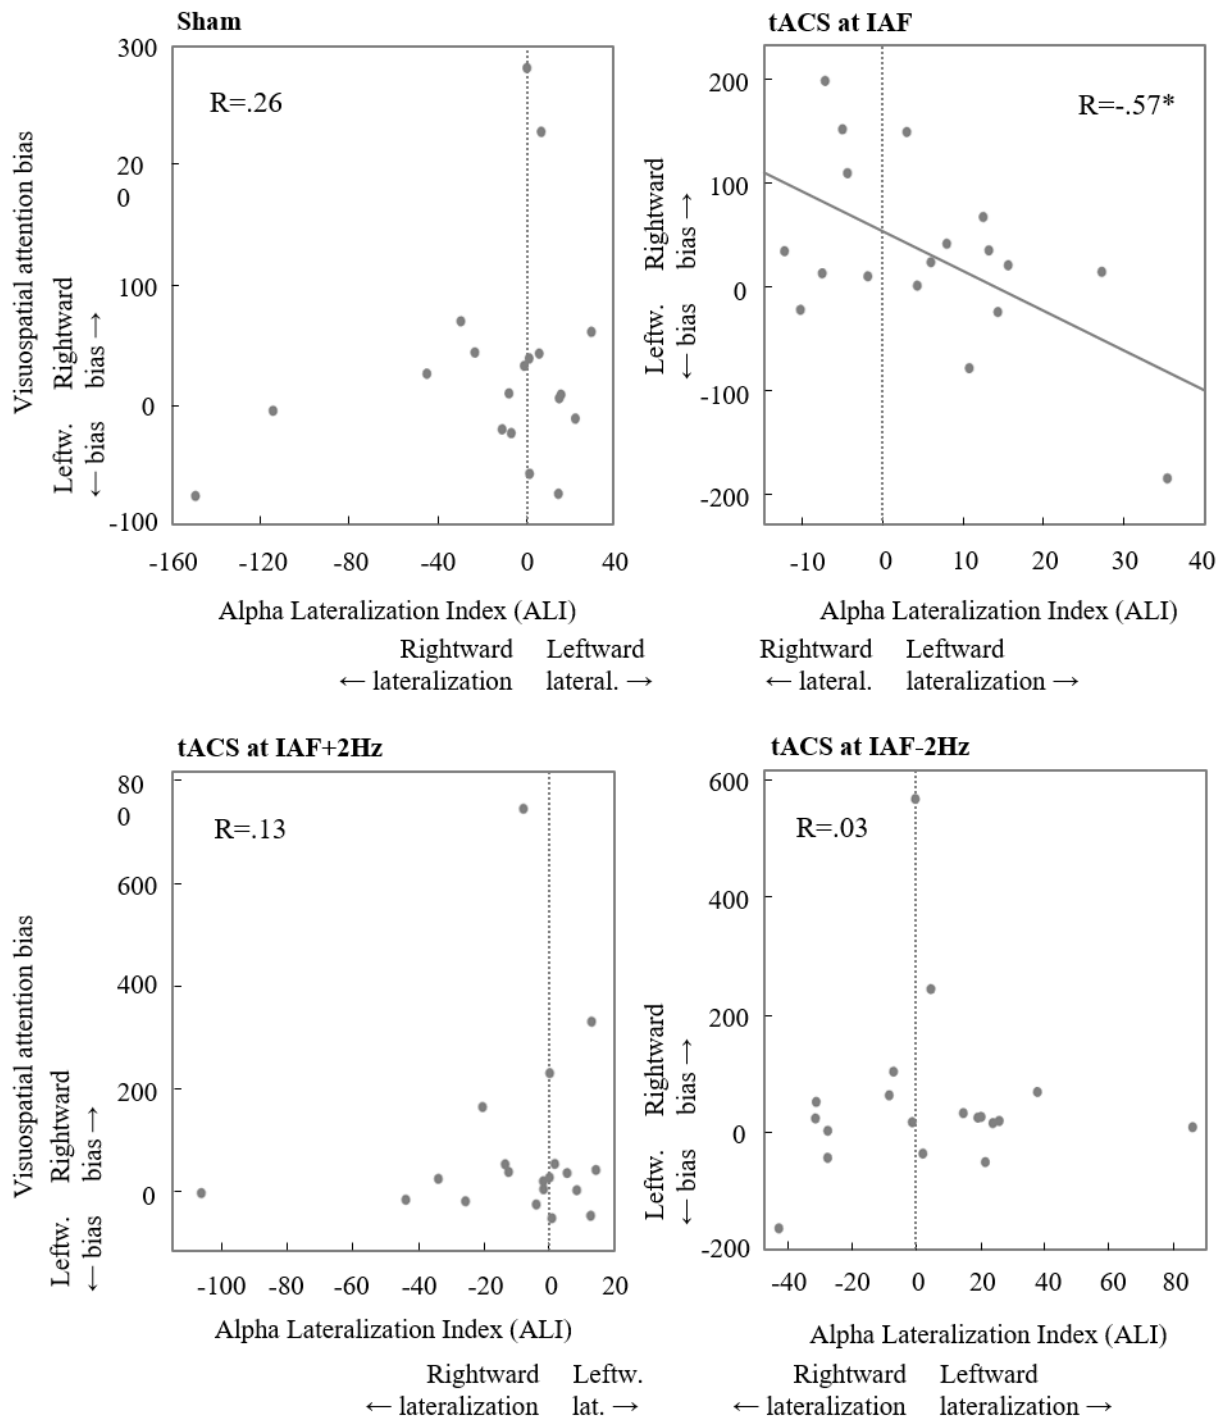 Sham
300
20
0
100
0
-100
R=.26
Visuospatial attention bias
Rightward
bias →
Leftw.
← bias
-160 -120 -80 -40 0 40
Alpha Lateralization Index (ALI)
Rightward Leftward
← lateralization lateral. →
tACS at IAF
200
100
0
-100
-200
R=-.57*
Rightward
bias →
Leftw.
← bias
-10 0 10 20 30 40
Alpha Lateralization Index (ALI)
Rightward Leftward
← lateral. lateralization →
tACS at IAF+2Hz
80
0
600
400
200
0
R=.13
Visuospatial attention bias
Rightward
bias →
Leftw.
← bias
-100 -80 -60 -40 -20 0 20
Alpha Lateralization Index (ALI)
Rightward Leftw.
← lateralization lat. →
tACS at IAF-2Hz
600
400
200
0
-200
R=.03
Rightward
bias →
Leftw.
← bias
-40 -20 0 20 40 60 80
Alpha Lateralization Index (ALI)
Rightward Leftward
← lateralization lateralization →